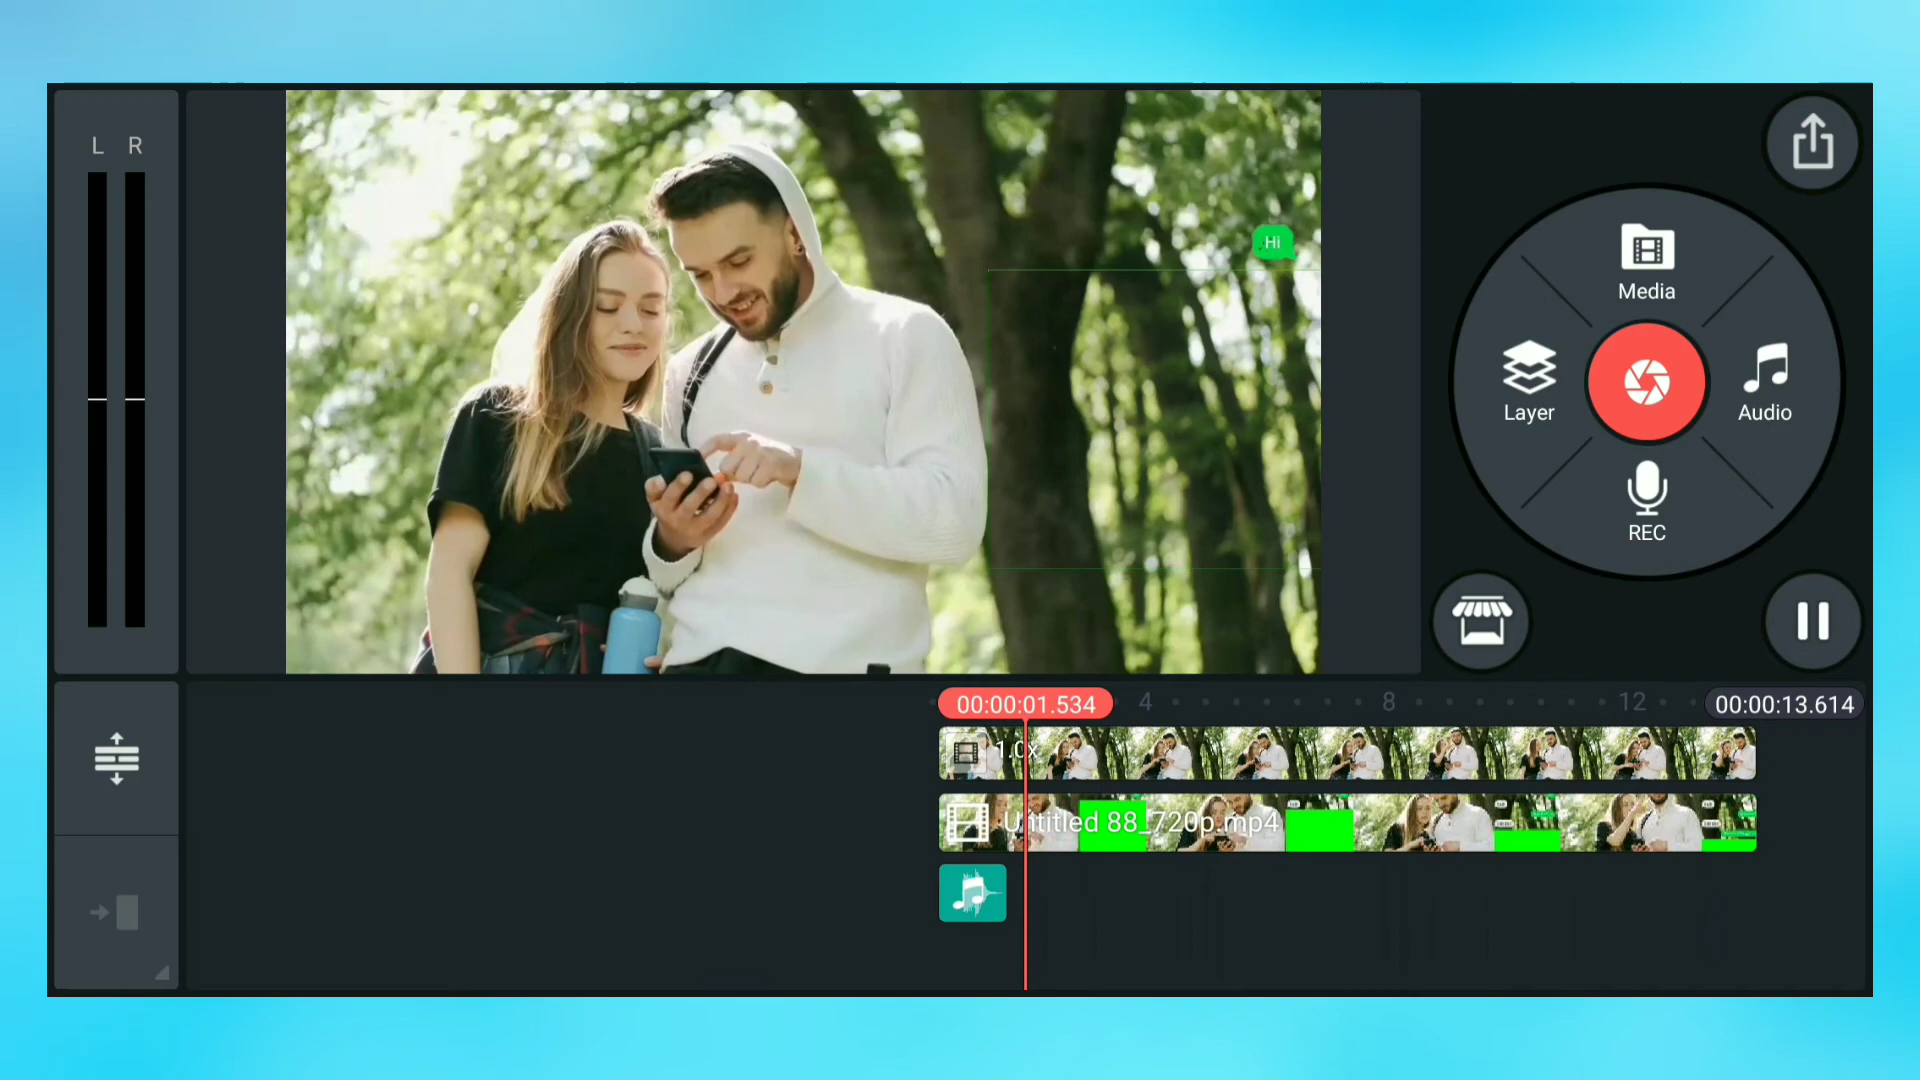 L R
Hi
Media
Layer
Audio
REC
00:00:01.534
4
8
12
00:00:13.614
1.0x
Untitled 88_720p.mp4